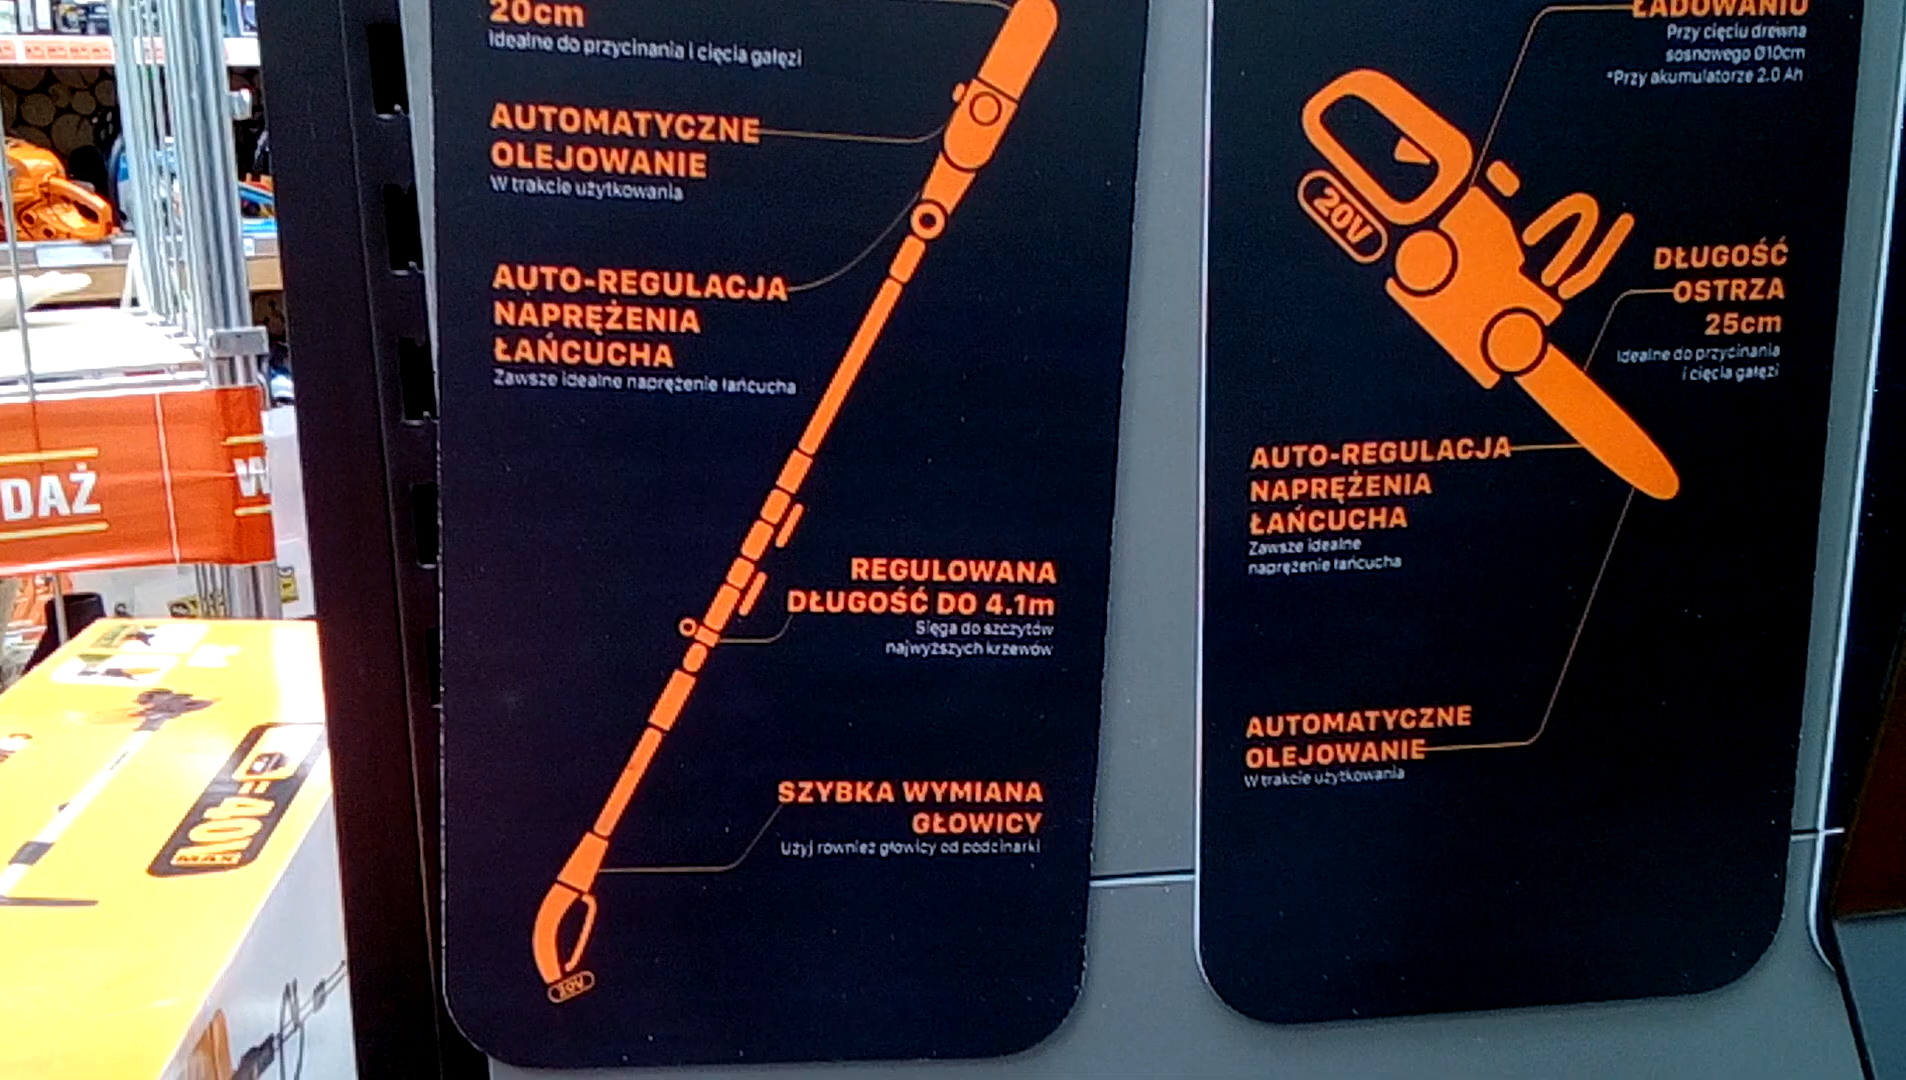 20cm
Idealne do przycinania i cięcia gałęzi
AUTOMATYCZNE
OLEJOWANIE
W trakcie użytkowania
AUTO-REGULACJA
NAPRĘŻENIA
ŁAŃCUCHA
Zawsze idealne naprężenie łańcucha
REGULOWANA
DŁUGOŚĆ DO 4.1m
Sięga do szczytów
najwyższych krzewów
SZYBKA WYMIANA
GŁOWICY
Użyj rownież głowicy od podcinarki
20V
ŁADOWANIU
Przy cięciu drewna
sosnowego Ø10cm
*Przy akumulatorze 2.0 Ah
20V
DŁUGOŚĆ
OSTRZA
25cm
Idealne do przycinania
i cięcia gałęzi
AUTO-REGULACJA
NAPRĘŻENIA
ŁAŃCUCHA
Zawsze idealne
naprężenie łańcucha
AUTOMATYCZNE
OLEJOWANIE
W trakcie użytkowania
DAŻ
W
40V
MAX